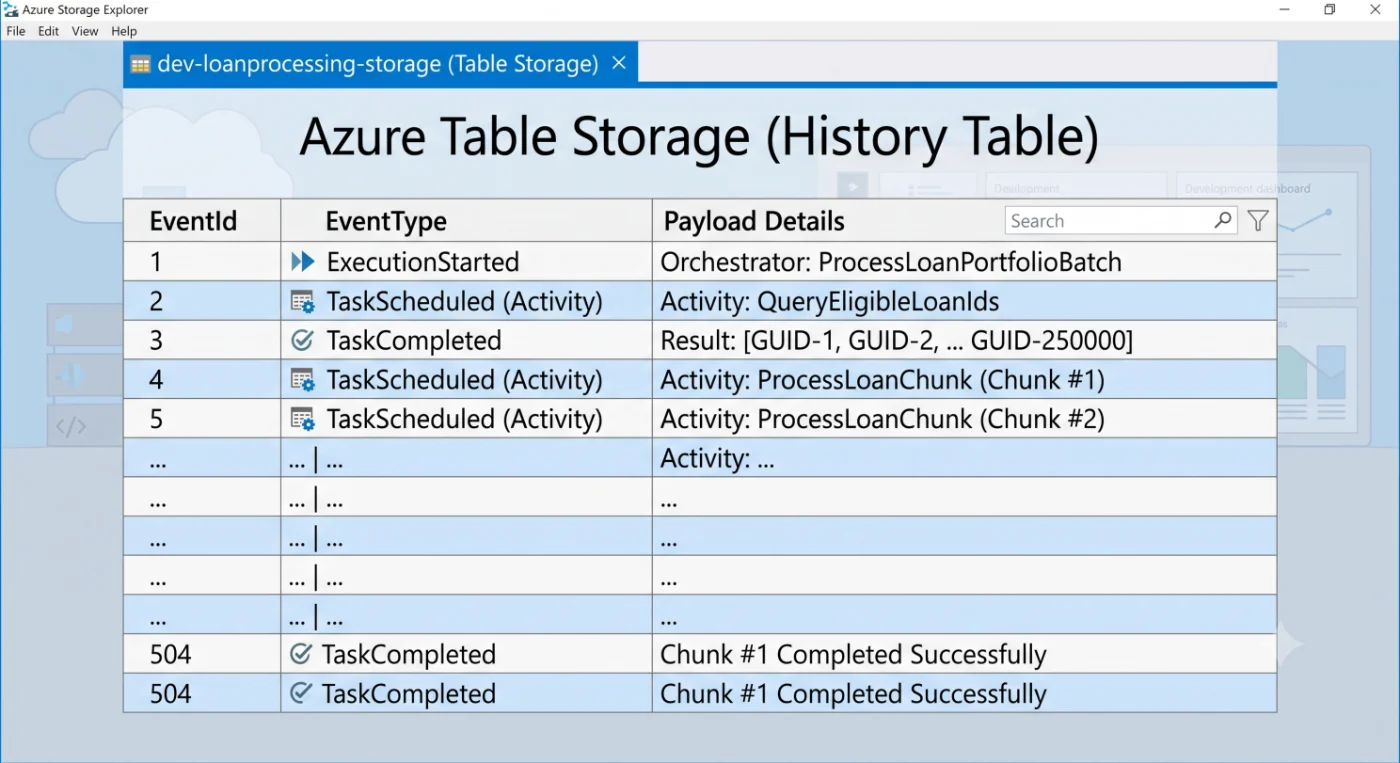 Azure Storage Explorer
File Edit View Help
dev-loanprocessing-storage (Table Storage) ×
Azure Table Storage (History Table)
Development dashboard
EventId EventType Payload Details Search
1 ExecutionStarted Orchestrator: ProcessLoanPortfolioBatch
2 TaskScheduled (Activity) Activity: QueryEligibleLoanIds
3 TaskCompleted Result: [GUID-1, GUID-2, ... GUID-250000]
4 TaskScheduled (Activity) Activity: ProcessLoanChunk (Chunk #1)
5 TaskScheduled (Activity) Activity: ProcessLoanChunk (Chunk #2)
... ... | ... Activity: ...
... ... | ... ...
... ... | ... ...
... ... | ... ...
... ... | ... ...
504 TaskCompleted Chunk #1 Completed Successfully
504 TaskCompleted Chunk #1 Completed Successfully